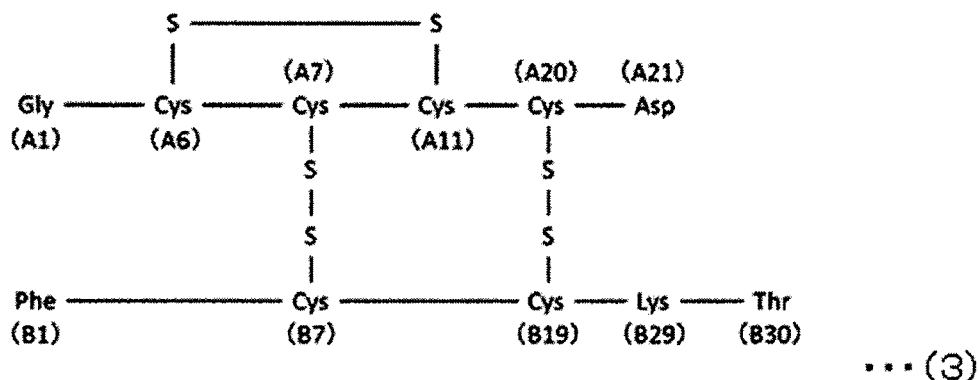 S S
(A7) (A20) (A21)
Gly Cys Cys Cys Cys Asp
(A1) (A6) (A11)
S S
S S
Phe Cys Cys Lys Thr
(B1) (B7) (B19) (B29) (B30)
･･･(3)